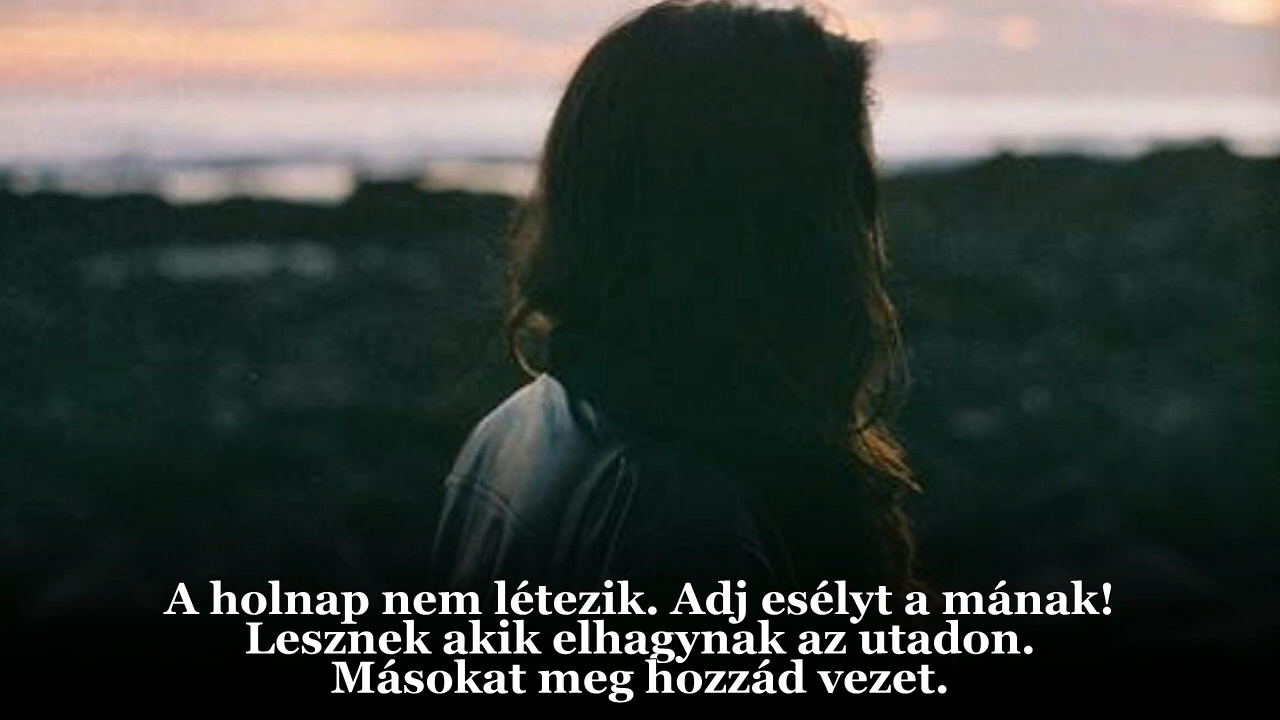 A holnap nem létezik. Adj esélyt a mának!
Lesznek akik elhagynak az utadon.
Másokat meg hozzád vezet.